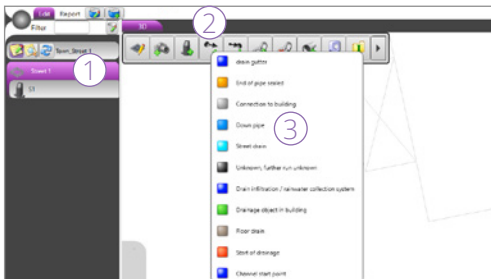 Edit Report
Filter
Town_Street 1
Street 1
S1
1
3D
2
drain gutter
End of pipe sealed
Connection to building
Down pipe
3
Street drain
Unknown, further run unknown
Drain infiltration / rainwater collection system
Drainage object in building
Floor drain
Start of drainage
Channel start point